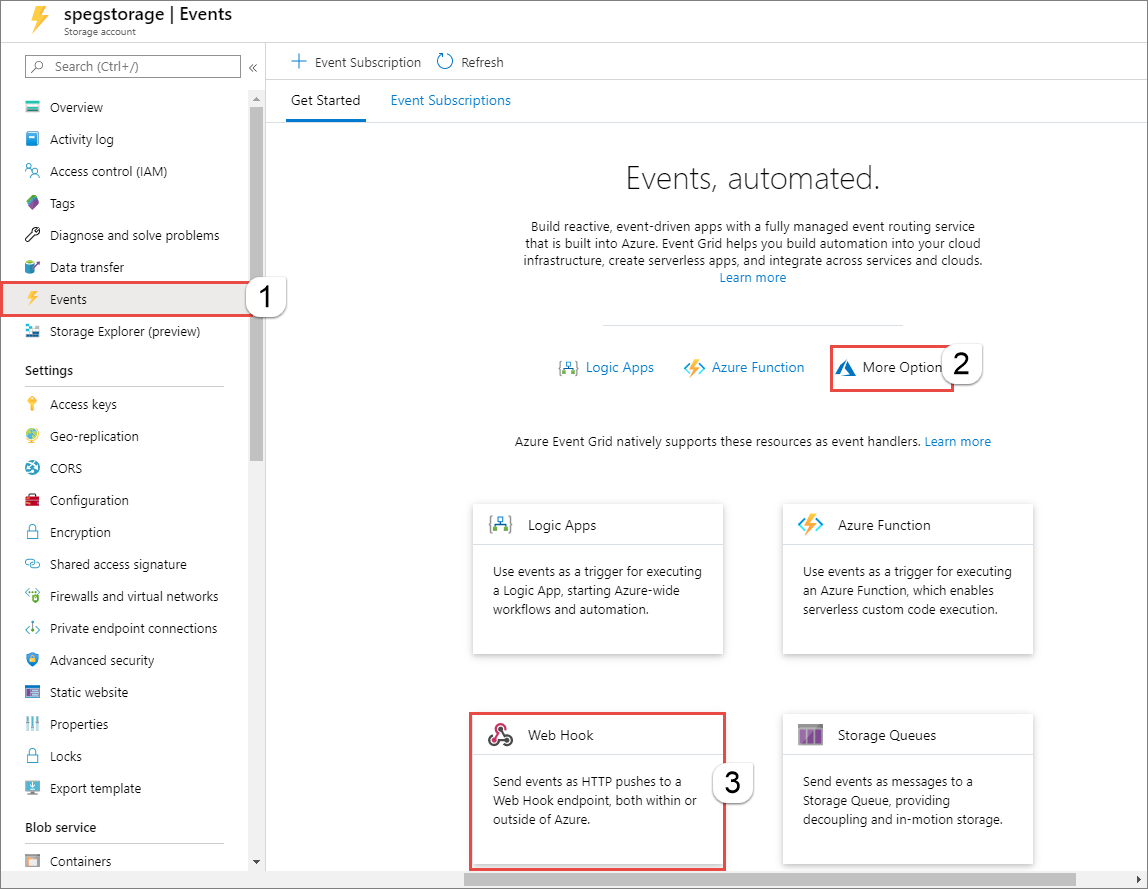 spegstorage | Events
Storage account
Search (Ctrl+/)
«
Overview
Activity log
Access control (IAM)
Tags
Diagnose and solve problems
Data transfer
Events
1
Storage Explorer (preview)
Settings
Access keys
Geo-replication
CORS
Configuration
Encryption
Shared access signature
Firewalls and virtual networks
Private endpoint connections
Advanced security
Static website
Properties
Locks
Export template
Blob service
Containers
Event Subscription
Refresh
Get Started
Event Subscriptions
Events, automated.
Build reactive, event-driven apps with a fully managed event routing service
that is built into Azure. Event Grid helps you build automation into your cloud
infrastructure, create serverless apps, and integrate across services and clouds.
Learn more
Logic Apps
Azure Function
More Option
2
Azure Event Grid natively supports these resources as event handlers. Learn more
Logic Apps
Use events as a trigger for executing
a Logic App, starting Azure-wide
workflows and automation.
Azure Function
Use events as a trigger for executing
an Azure Function, which enables
serverless custom code execution.
Web Hook
Send events as HTTP pushes to a
Web Hook endpoint, both within or
outside of Azure.
3
Storage Queues
Send events as messages to a
Storage Queue, providing
decoupling and in-motion storage.